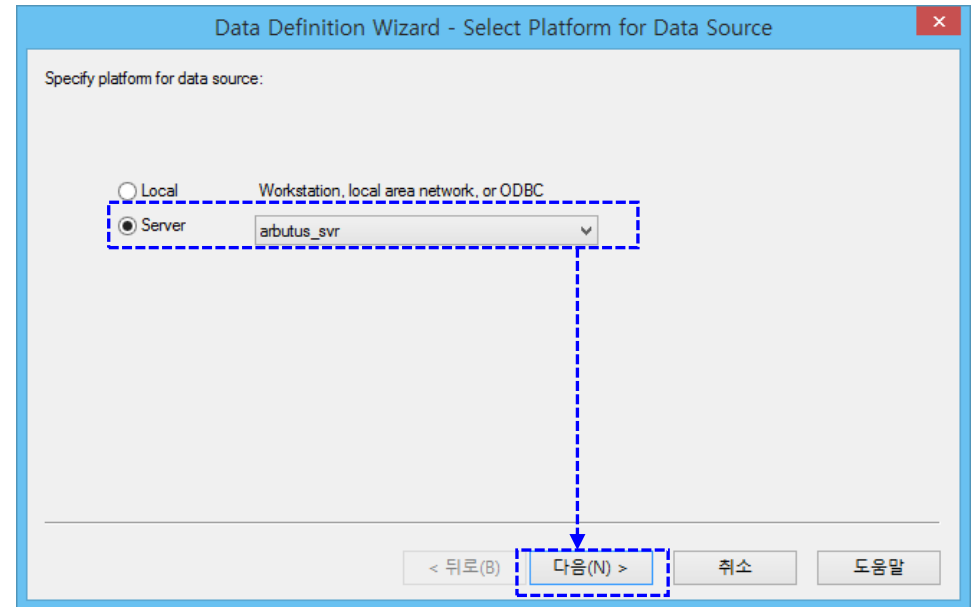 Data Definition Wizard - Select Platform for Data Source
Specify platform for data source:
Local Workstation, local area network, or ODBC
Server arbutus_svr
< 뒤로(B) 다음(N) > 취소 도움말